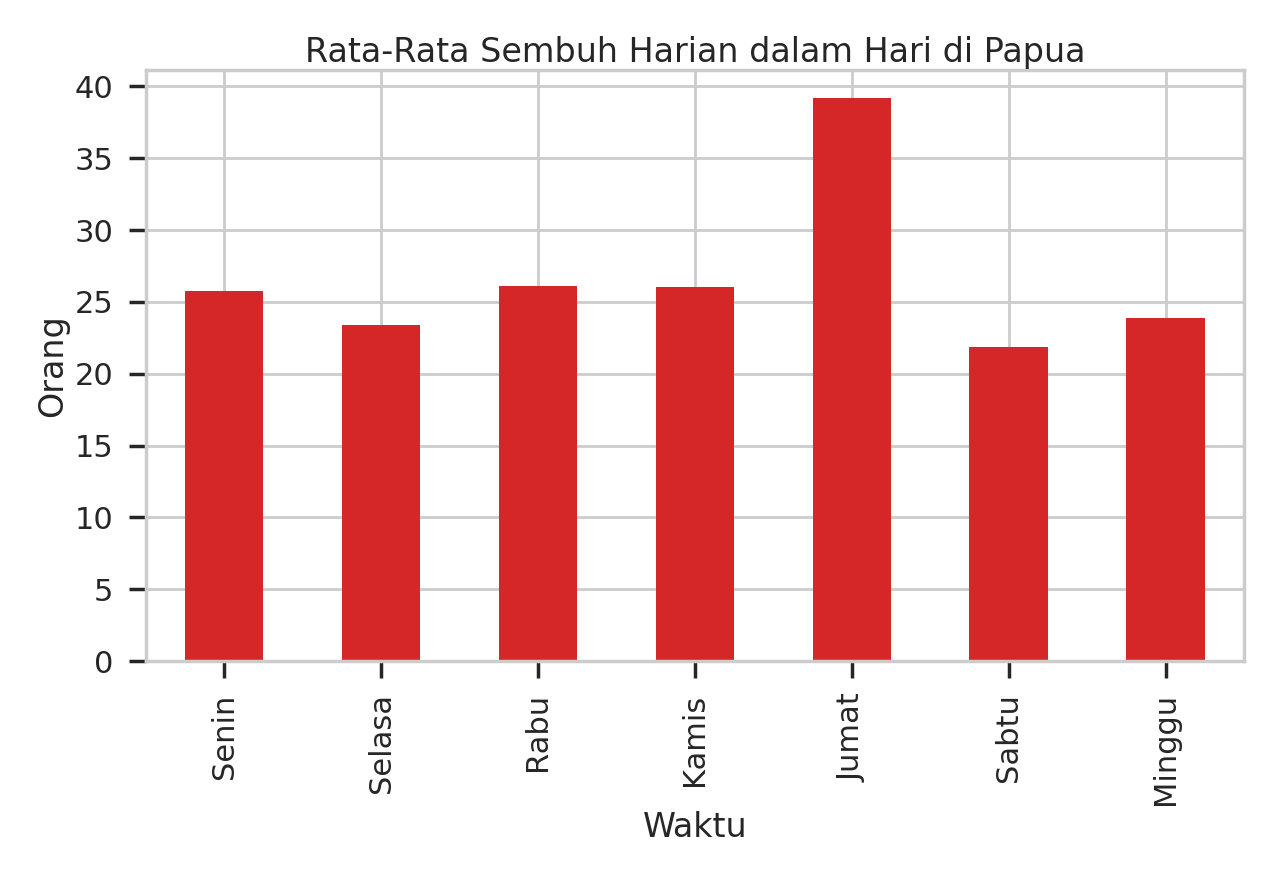 Rata-Rata Sembuh Harian dalam Hari di Papua
40
35
30
25
20
15
10
5
0
Orang
Senin
Selasa
Rabu
Kamis
Jumat
Sabtu
Minggu
Waktu